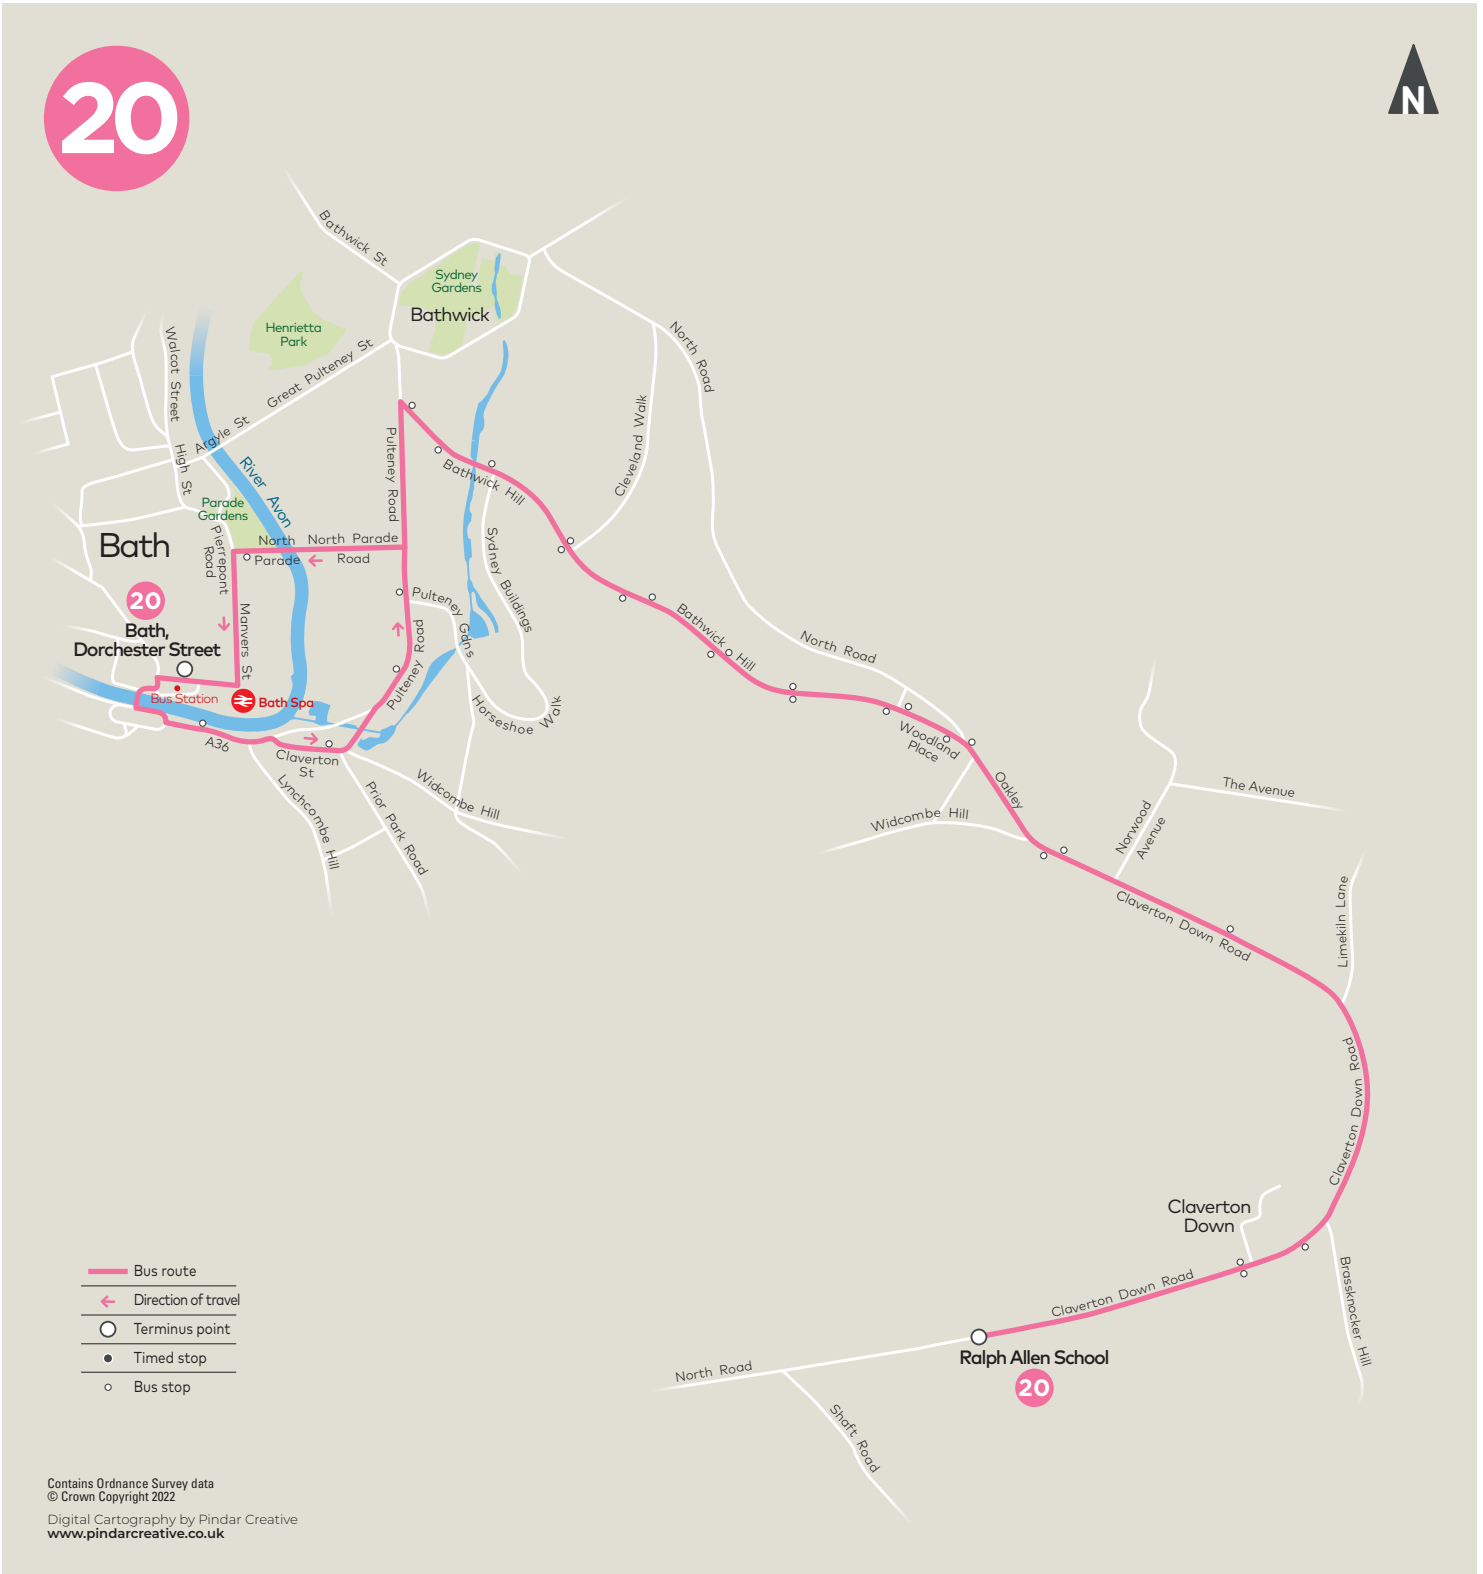 20
N
Bathwick St
Sydney
Gardens
Bathwick
Henrietta
Park
Walcot Street
Great Pulteney St
North Road
Argyle St
Cleveland Walk
High St
River Avon
Pulteney Road
Bathwick Hill
Parade
Gardens
Bath
Pierrepont
Road
North
Parade
North Parade
Road
Sydney Buildings
20
Bath,
Dorchester Street
Manvers St
Pulteney Gdns
Pulteney Road
Bathwick Hill
North Road
Bus Station
Bath Spa
Horseshoe Walk
A36
Claverton
St
Woodland
Place
Lynchcombe Hill
Prior Park Road
Widcombe Hill
Oakley
Widcombe Hill
The Avenue
Norwood
Avenue
Claverton Down Road
Limekiln Lane
Claverton Down Road
Claverton
Down
Claverton Down Road
Brassknocker Hill
Ralph Allen School
20
North Road
Shaft Road
Bus route
Direction of travel
Terminus point
Timed stop
Bus stop
Contains Ordnance Survey data
© Crown Copyright 2022
Digital Cartography by Pindar Creative
www.pindarcreative.co.uk